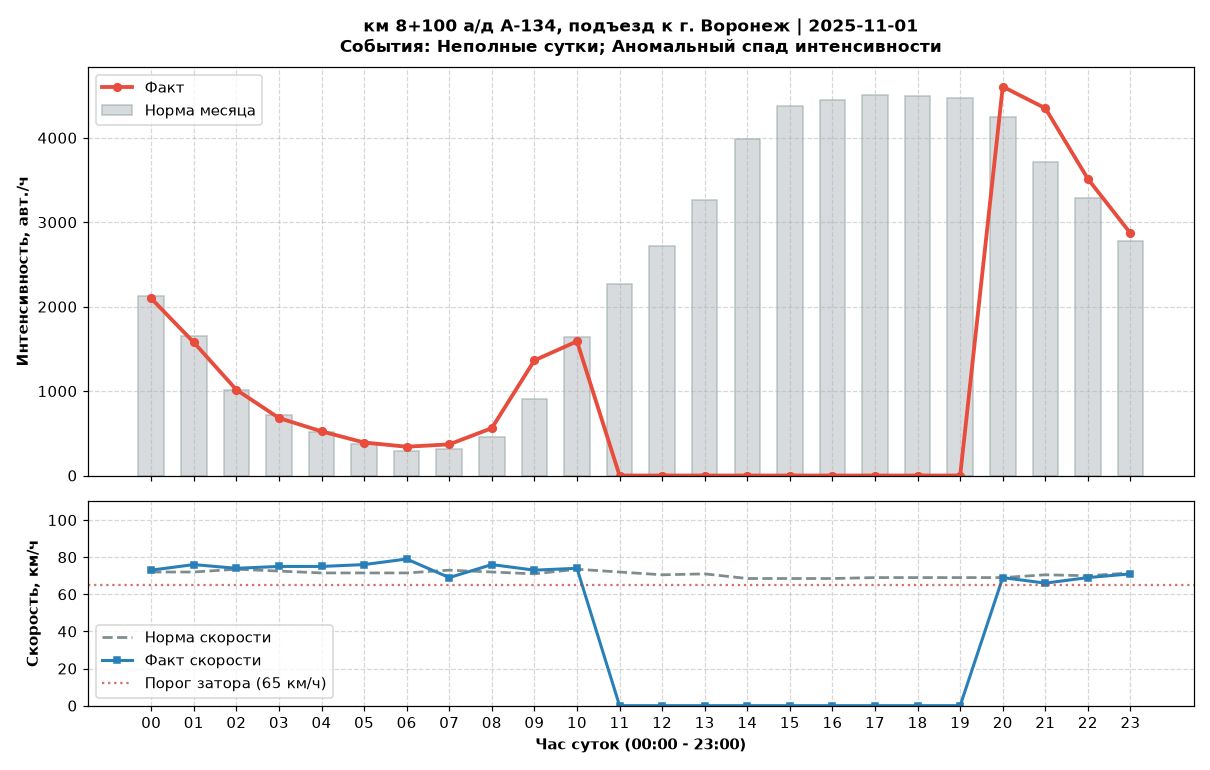 км 8+100 а/д А-134, подъезд к г. Воронеж | 2025-11-01
События: Неполные сутки; Аномальный спад интенсивности
Факт
Норма месяца
Интенсивность, авт./ч
4000
3000
2000
1000
0
Скорость, км/ч
100
80
60
40
20
0
Норма скорости
Факт скорости
Порог затора (65 км/ч)
00 01 02 03 04 05 06 07 08 09 10 11 12 13 14 15 16 17 18 19 20 21 22 23
Час суток (00:00 - 23:00)